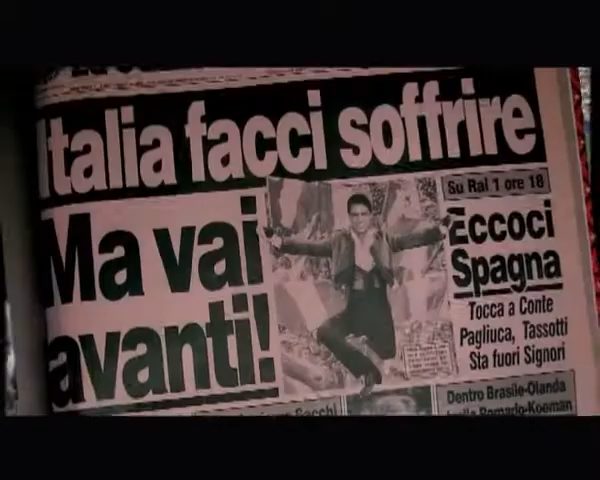 Italia facci soffrire
Ma vai
avanti!
Su Rai 1 ore 18
Eccoci
Spagna
Tocca a Conte
Pagliuca, Tassotti
Sta fuori Signori
Sacchi
Dentro Brasile-Olanda
Romario-Koeman